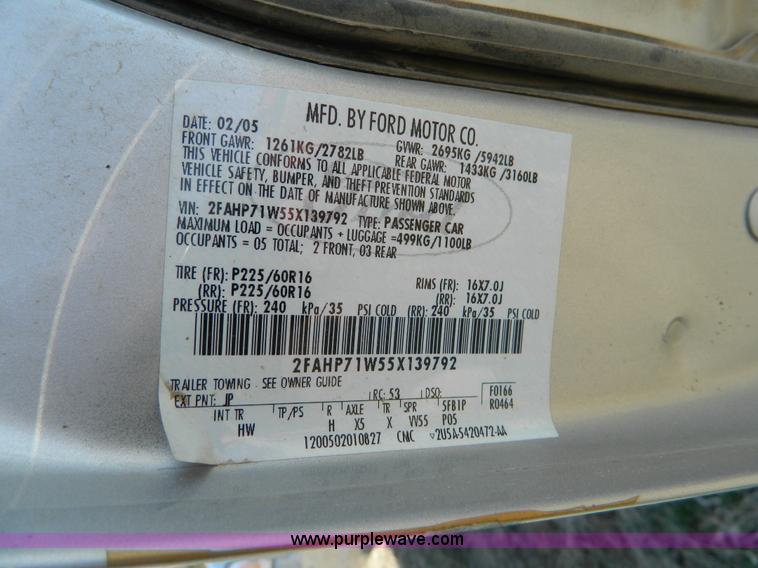 MFD. BY FORD MOTOR CO.
DATE: 02/05
GVWR: 2695KG /5942LB
FRONT GAWR: 1261KG/2782LB
REAR GAWR: 1433KG /3160LB
THIS VEHICLE CONFORMS TO ALL APPLICABLE FEDERAL MOTOR
VEHICLE SAFETY, BUMPER, AND THEFT PREVENTION STANDARDS
IN EFFECT ON THE DATE OF MANUFACTURE SHOWN ABOVE.
VIN: 2FAHP71W55X139792 TYPE: PASSENGER CAR
MAXIMUM LOAD = OCCUPANTS + LUGGAGE =499KG/1100LB
OCCUPANTS = 05 TOTAL; 2 FRONT, 03 REAR
TIRE (FR): P225/60R16 RIMS (FR): 16X7.0J
(RR): P225/60R16 (RR): 16X7.0J
PRESSURE (FR): 240 kPa/35 PSI COLD (RR): 240 kPa/35 PSI COLD
2FAHP71W55X139792
TRAILER TOWING - SEE OWNER GUIDE
EXT PNT: JP RC: 53 DSO: F0166
R0464
INT TR TP/PS R AXLE TR SPR SFB1P
HW H X5 X VV55 P05
1200502010827 CMC ▿2U5A-5420472-AA
www.purplewave.com